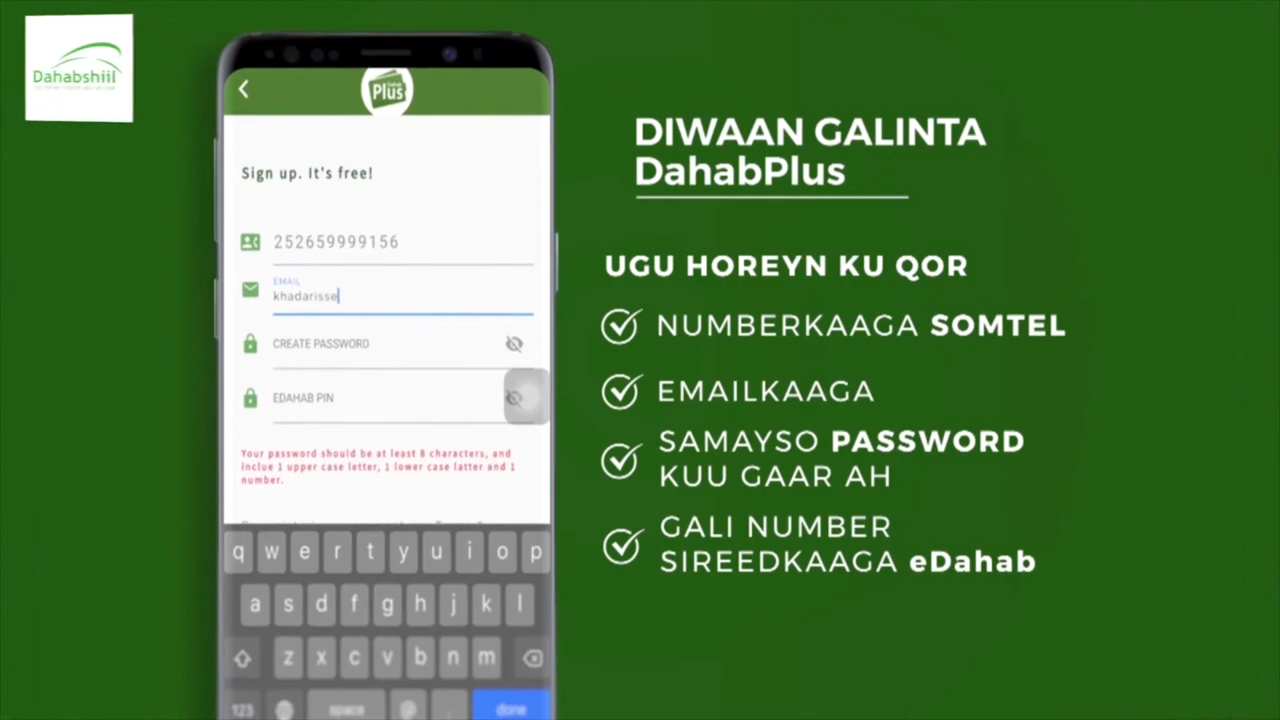 Dahabshiil
Dahab
Plus
Sign up. It's free!
252659999156
EMAIL
khadarisse
CREATE PASSWORD
EDAHAB PIN
Your password should be at least 8 characters, and
inclue 1 upper case letter, 1 lower case latter and 1
number.
q w e r t y u i o p
a s d f g h j k l
z x c v b n m
123 space @ . done
DIWAAN GALINTA
DahabPlus
UGU HOREYN KU QOR
NUMBERKAAGA SOMTEL
EMAILKAAGA
SAMAYSO PASSWORD
KUU GAAR AH
GALI NUMBER
SIREEDKAAGA eDahab